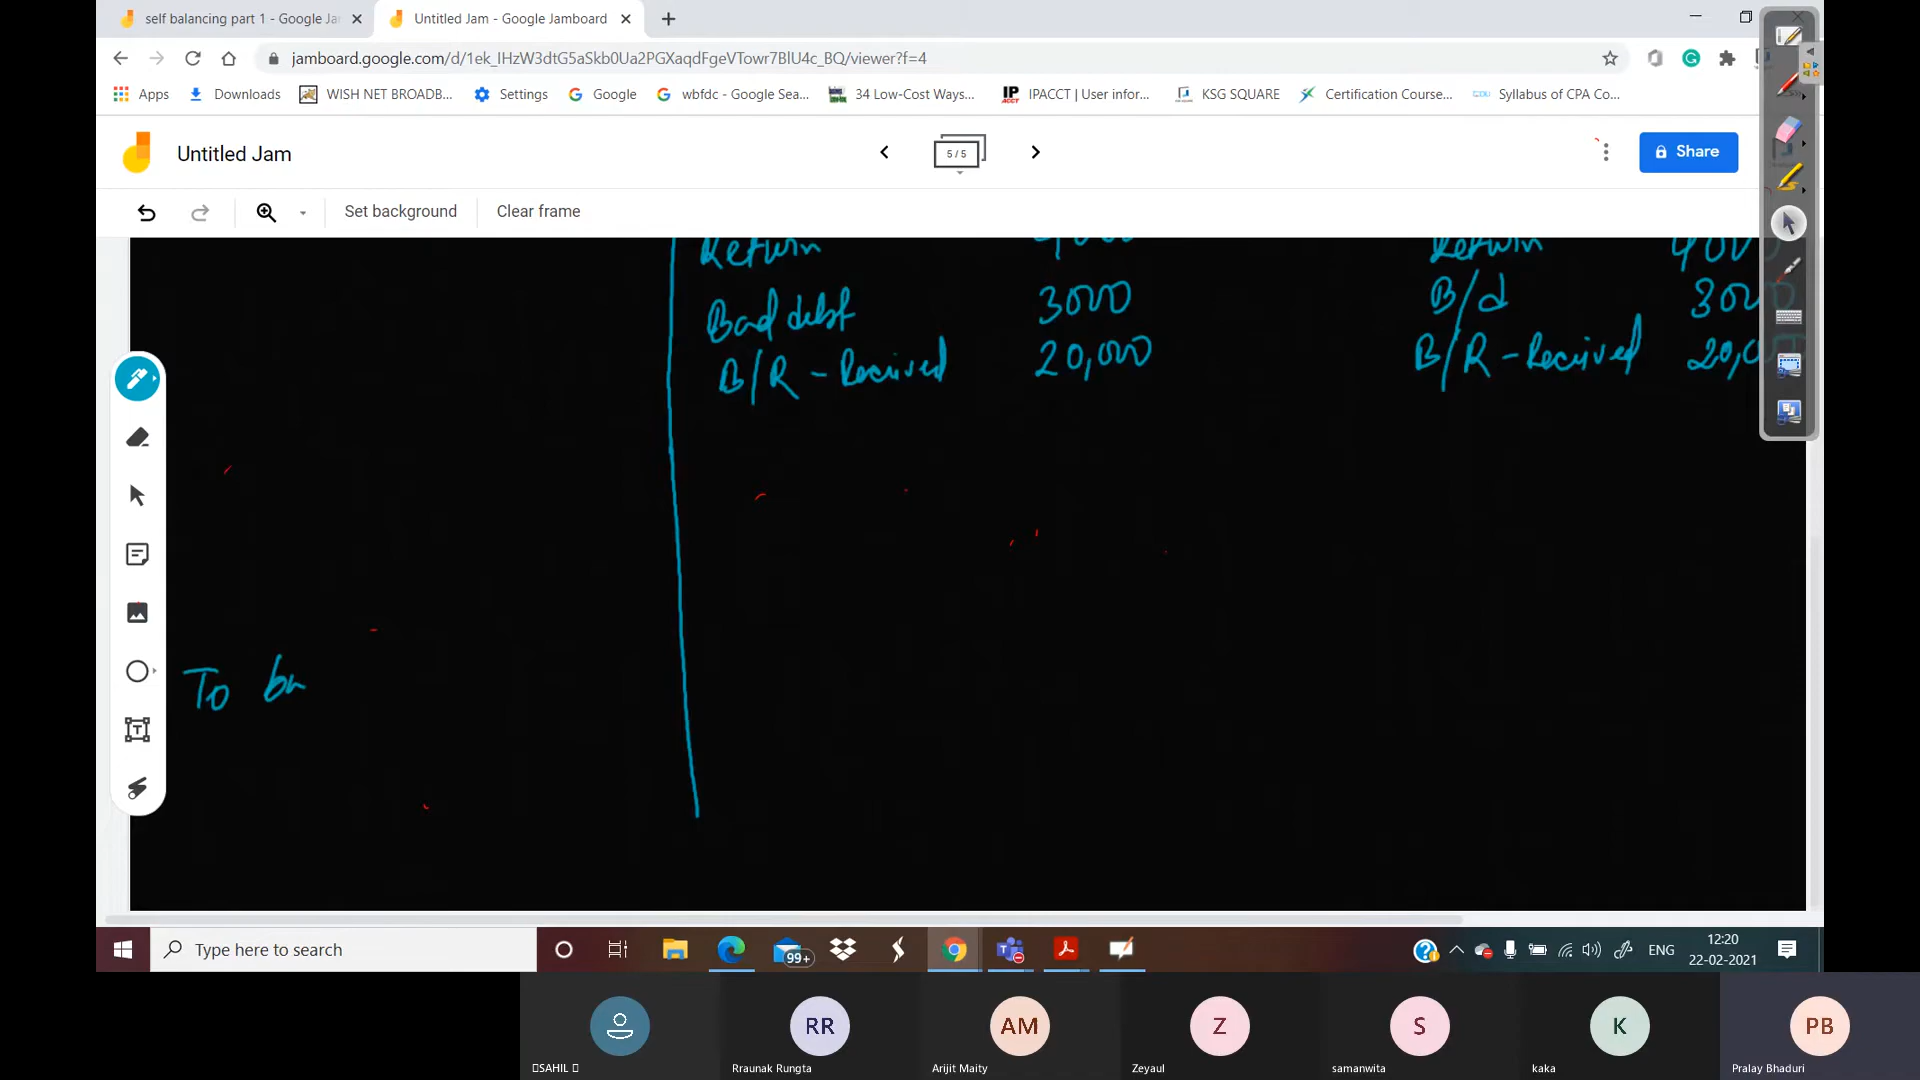 self balancing part 1 - Google Ja
Untitled Jam - Google Jamboard
jamboard.google.com/d/1ek_IHzW3dtG5aSkb0Ua2PGXaqdFgeVTowr7BlU4c_BQ/viewer?f=4
Apps Downloads WISH NET BROADB... Settings Google wbfdc - Google Sea... 34 Low-Cost Ways... IPACCT | User infor... KSG SQUARE Certification Course... Syllabus of CPA Co...
Untitled Jam
5 / 5
Share
Set background Clear frame
Return Return
Bad debt 3000 B/d
B/R - Received 20,000 B/R - Received
To
Type here to search
99+
ENG
12:20
22-02-2021
RR AM Z S K PB
SAHIL Rraunak Rungta Arijit Maity Zeyaul samanwita kaka Pralay Bhaduri